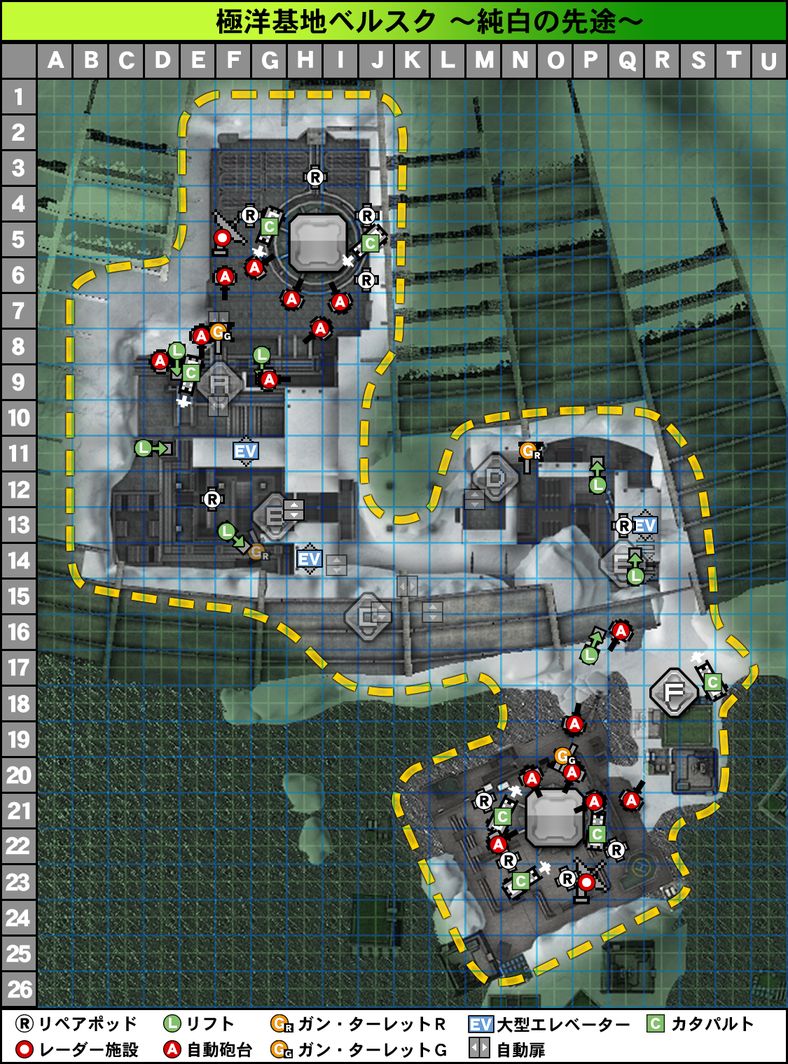 極洋基地ベルスク ～純白の先途～
A B C D E F G H I J K L M N O P Q R S T U
1
2
3
R
4
R R
C
5
C
6
A A R
7
A A
8
A G G A
L L
A
9
C A
A
10
11
L EV G R
12
D
L
R
13
B R EV
L
14
G R EV E
L
15
16
C
A
17
L
C
18
F
A
19
20
G G
A A
21
R A A
C
22
C
A R
R
23
C R
24
25
26
R リペアポッド L リフト G R ガン・ターレットR EV 大型エレベーター C カタパルト
レーダー施設 A 自動砲台 G G ガン・ターレットG 自動扉